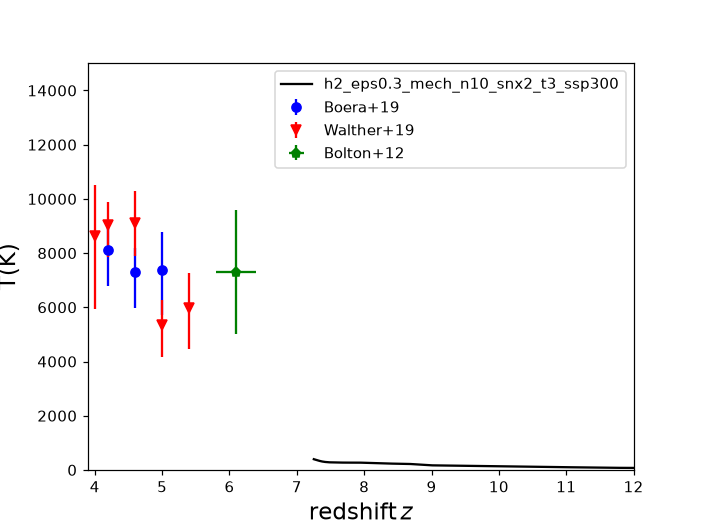 h2_eps0.3_mech_n10_snx2_t3_ssp300
Boera+19
Walther+19
Bolton+12
T(K)
14000
12000
10000
8000
6000
4000
2000
0
4 5 6 7 8 9 10 11 12
redshift z